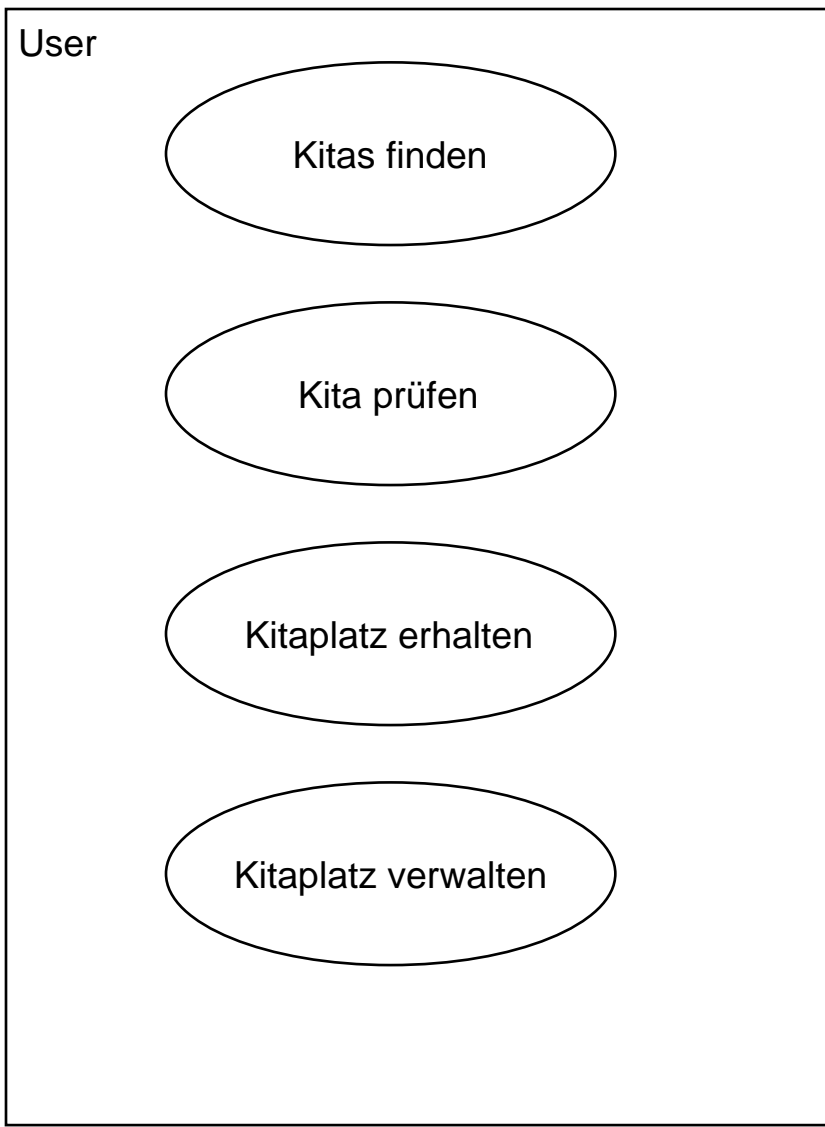 User
Kitas finden
Kita prüfen
Kitaplatz erhalten
Kitaplatz verwalten